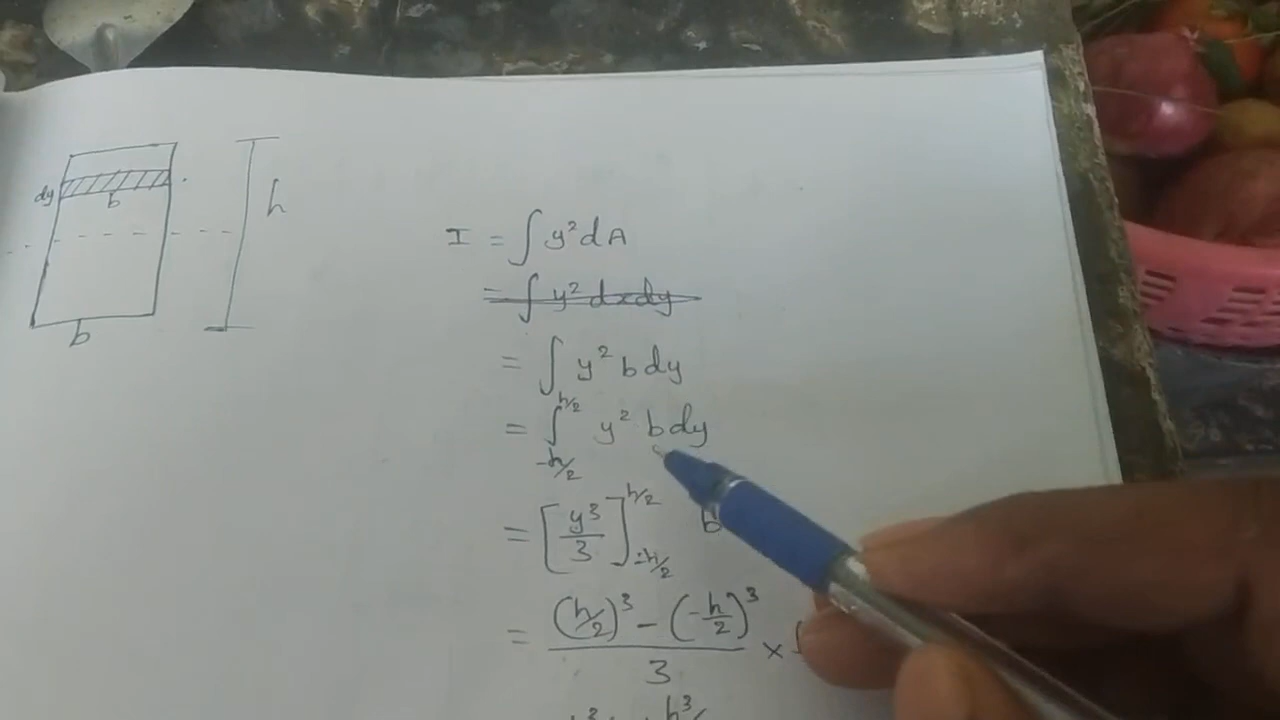 dy
b
h
b
I = ∫ y² dA
= ∫ y² dxdy
= ∫ y² b dy
= ∫_{-h/2}^{h/2} y² b dy
= [y³/3]_{-h/2}^{h/2} b
= ((h/2)³ - (-h/2)³)/3 ×
h³/